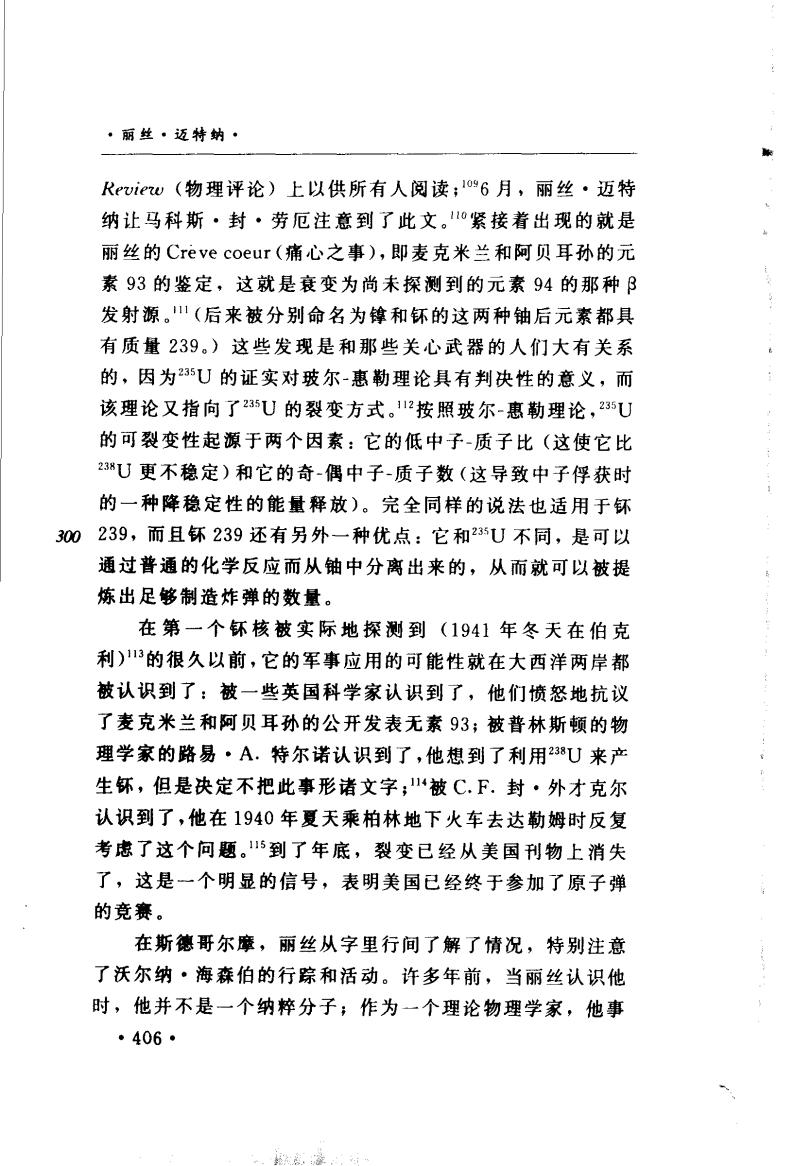 ·丽丝·迈特纳·
Review（物理评论）上以供所有人阅读；¹⁰⁹6月，丽丝·迈特
纳让马科斯·封·劳厄注意到了此文。¹¹⁰紧接着出现的就是
丽丝的Crève coeur（痛心之事），即麦克米兰和阿贝耳孙的元
素93的鉴定，这就是衰变为尚未探测到的元素94的那种β
发射源。¹¹¹（后来被分别命名为镎和钚的这两种铀后元素都具
有质量239。）这些发现是和那些关心武器的人们大有关系
的，因为²³⁵U的证实对玻尔-惠勒理论具有判决性的意义，而
该理论又指向了²³⁵U的裂变方式。¹¹²按照玻尔-惠勒理论，²³⁵U
的可裂变性起源于两个因素：它的低中子-质子比（这使它比
²³⁸U更不稳定）和它的奇-偶中子-质子数（这导致中子俘获时
的一种降稳定性的能量释放）。完全同样的说法也适用于钚
300 239，而且钚239还有另外一种优点：它和²³⁵U不同，是可以
通过普通的化学反应而从铀中分离出来的，从而就可以被提
炼出足够制造炸弹的数量。
在第一个钚核被实际地探测到（1941年冬天在伯克
利）¹¹³的很久以前，它的军事应用的可能性就在大西洋两岸都
被认识到了：被一些英国科学家认识到了，他们愤怒地抗议
了麦克米兰和阿贝耳孙的公开发表无素93；被普林斯顿的物
理学家的路易·A. 特尔诺认识到了，他想到了利用²³⁸U来产
生钚，但是决定不把此事形诸文字；¹¹⁴被C.F. 封·外才克尔
认识到了，他在1940年夏天乘柏林地下火车去达勒姆时反复
考虑了这个问题。¹¹⁵到了年底，裂变已经从美国刊物上消失
了，这是一个明显的信号，表明美国已经终于参加了原子弹
的竞赛。
在斯德哥尔摩，丽丝从字里行间了解了情况，特别注意
了沃尔纳·海森伯的行踪和活动。许多年前，当丽丝认识他
时，他并不是一个纳粹分子；作为一个理论物理学家，他事
·406·